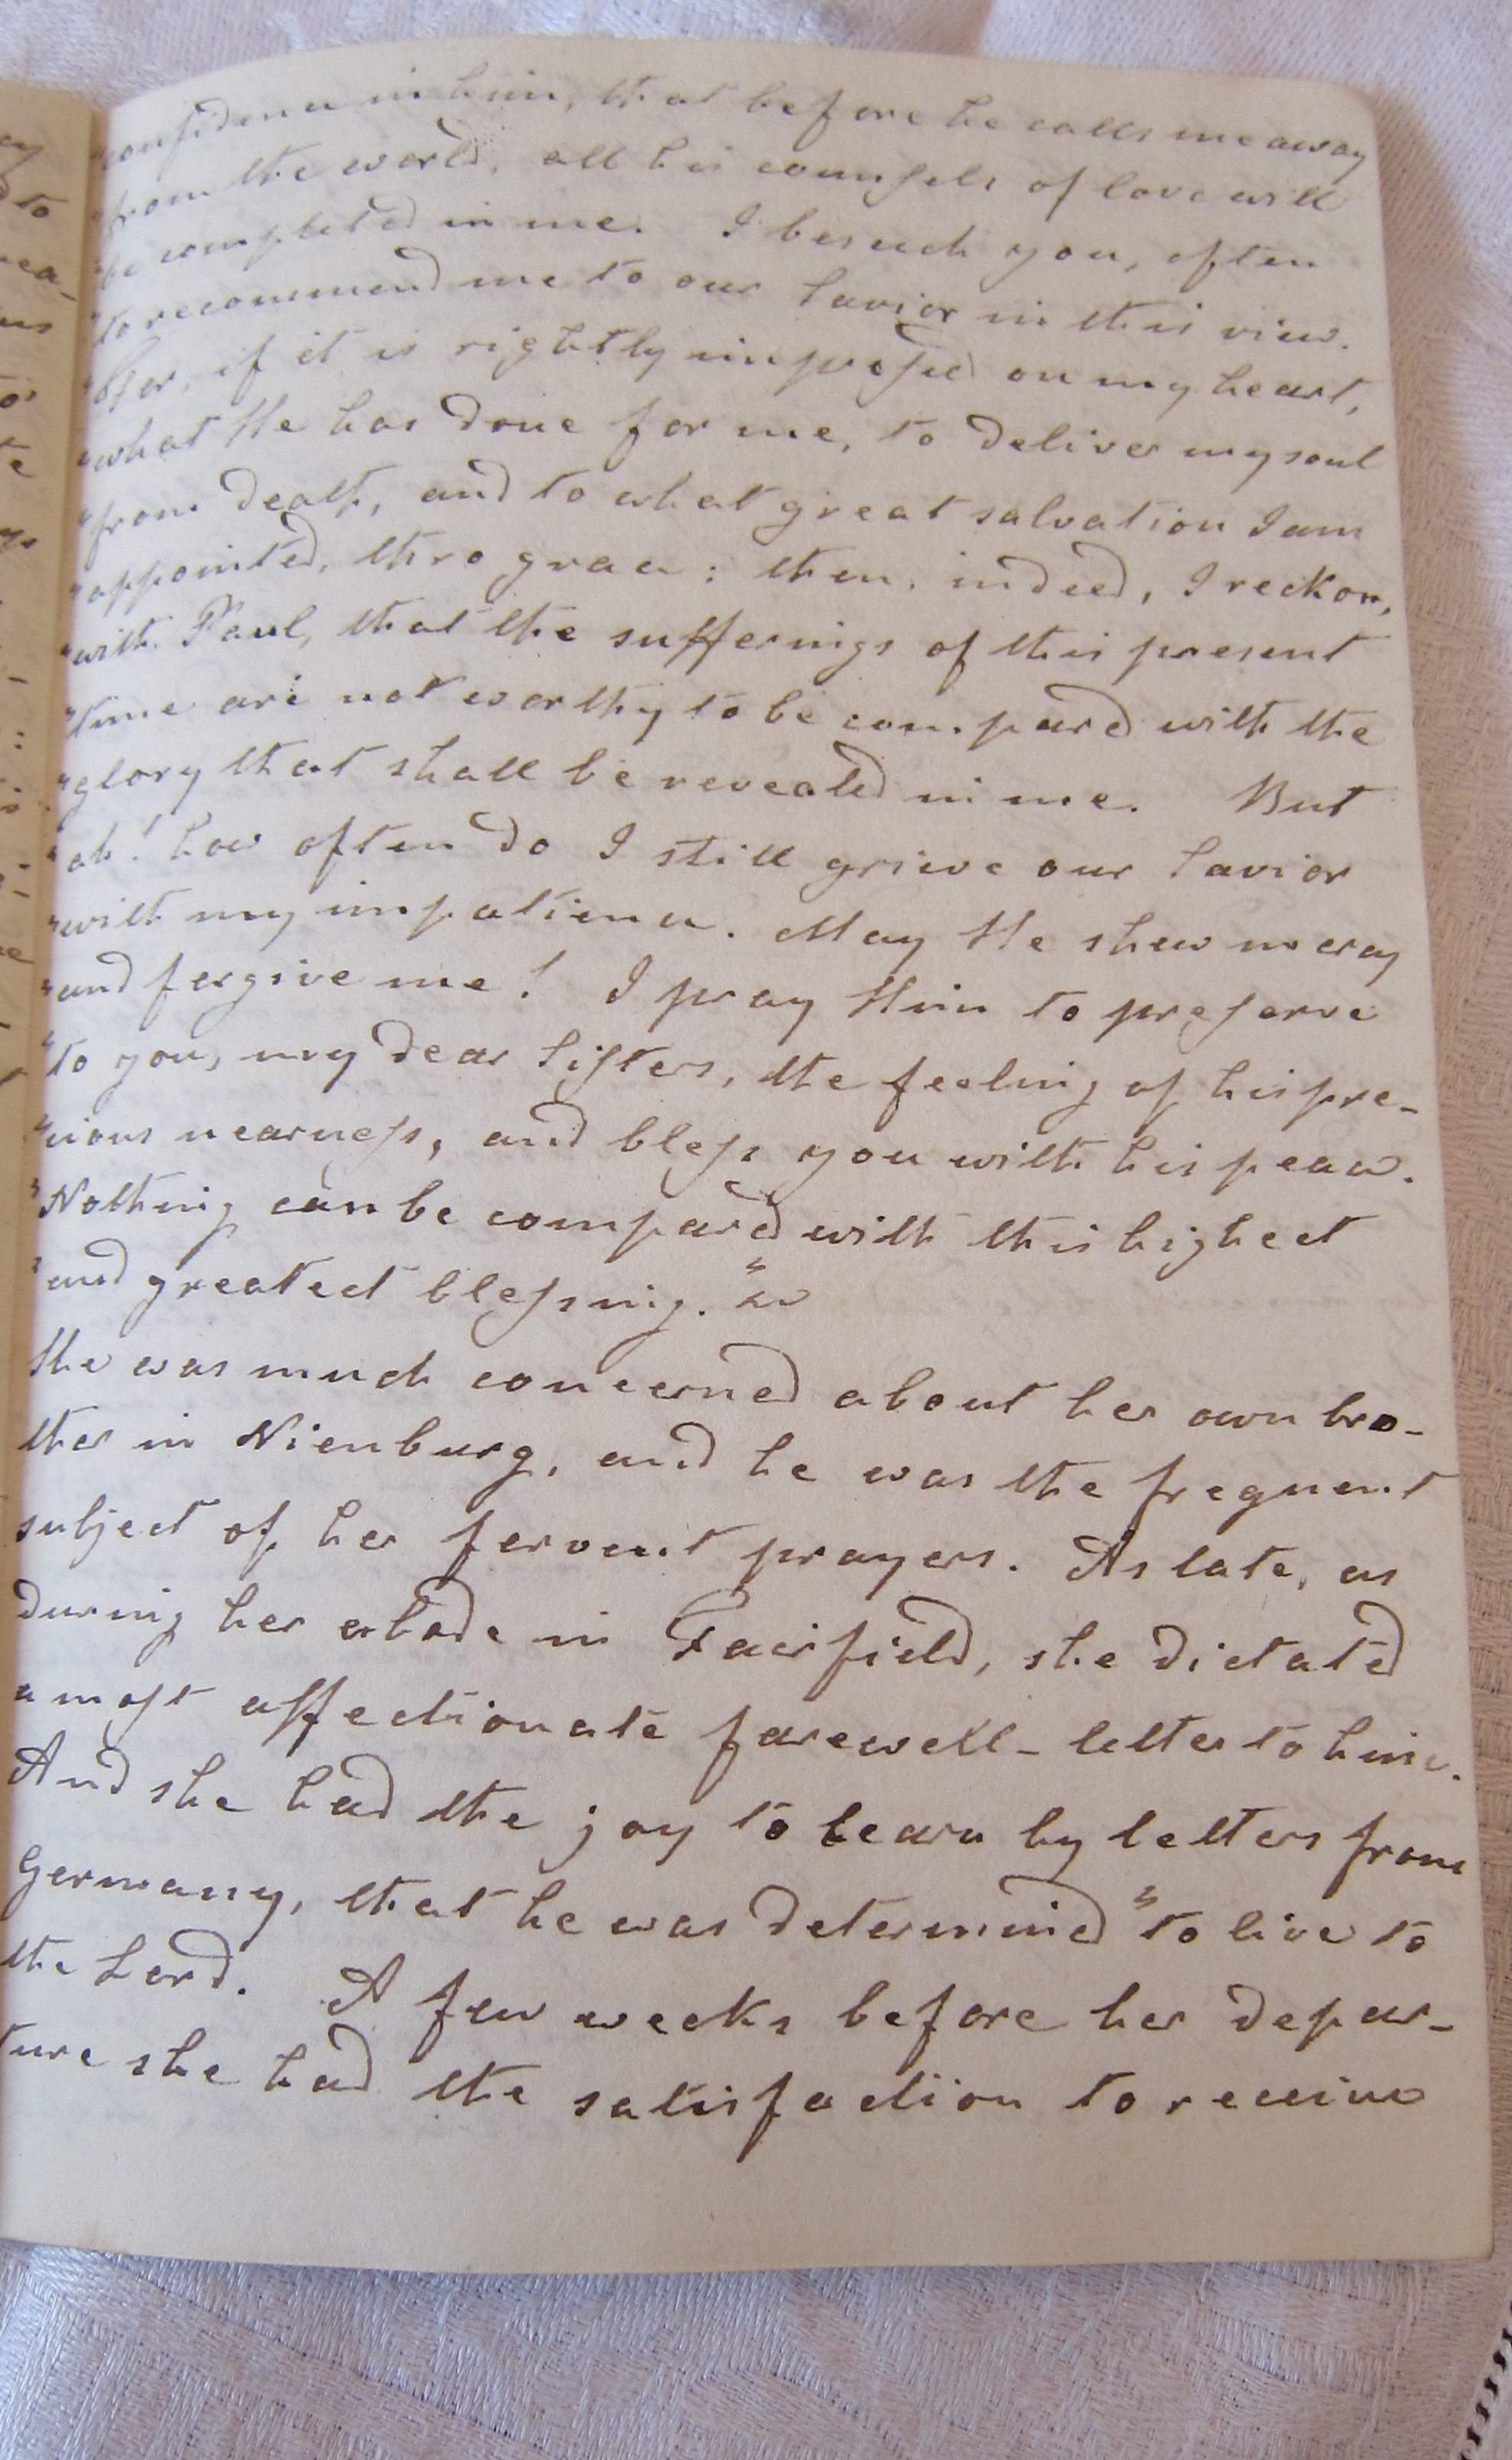 "confidence in him, that before he calls me away
"from the world, all his counsels of love will
"be completed in me. I beseech you, often
"to recommend me to our Savior in this view.
"For, if it is rightly impressed on my heart,
"what He has done for me, to deliver my soul
"from death, and to what great salvation I am
"appointed, thro grace: then, indeed, I reckon,
"with Paul, that the sufferings of this present
"time are not worthy to be compared with the
"glory that shall be revealed in me. But
"ah! how often do I still grieve our Savior
"with my impatience. May He shew mercy
"and forgive me! I pray Him to preserve
"to you, my dear Sisters, the feeling of his pre-
"cious nearness, and bless you with his peace.
"Nothing can be compared with this highest
"and greatest blessing."
She was much concerned about her own bro-
ther in Nienburg, and he was the frequent
subject of her fervent prayers. As late, as
during her abode in Fairfield, she dictated
a most affectionate farewell-letter to him.
And she had the joy to learn by letters from
Germany, that he was determined "to live to
the Lord. A few weeks before her depar-
ture she had the satisfaction to receive